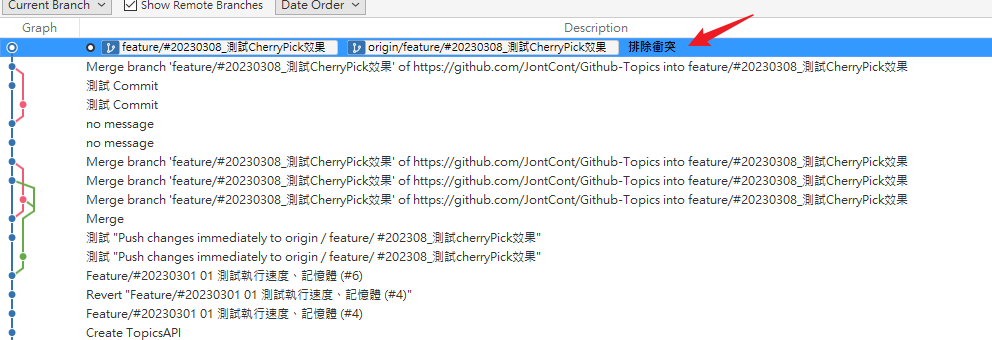 Current Branch Show Remote Branches Date Order
Graph Description
feature/#20230308_測試CherryPick效果 origin/feature/#20230308_測試CherryPick效果 排除衝突
Merge branch 'feature/#20230308_測試CherryPick效果' of https://github.com/JontCont/Github-Topics into feature/#20230308_測試CherryPick效果
測試 Commit
測試 Commit
no message
no message
Merge branch 'feature/#20230308_測試CherryPick效果' of https://github.com/JontCont/Github-Topics into feature/#20230308_測試CherryPick效果
Merge branch 'feature/#20230308_測試CherryPick效果' of https://github.com/JontCont/Github-Topics into feature/#20230308_測試CherryPick效果
Merge branch 'feature/#20230308_測試CherryPick效果' of https://github.com/JontCont/Github-Topics into feature/#20230308_測試CherryPick效果
Merge
測試 "Push changes immediately to origin / feature/ #202308_測試cherryPick效果"
測試 "Push changes immediately to origin / feature/ #202308_測試cherryPick效果"
Feature/#20230301 01 測試執行速度、記憶體 (#6)
Revert "Feature/#20230301 01 測試執行速度、記憶體 (#4)"
Feature/#20230301 01 測試執行速度、記憶體 (#4)
Create TopicsAPI